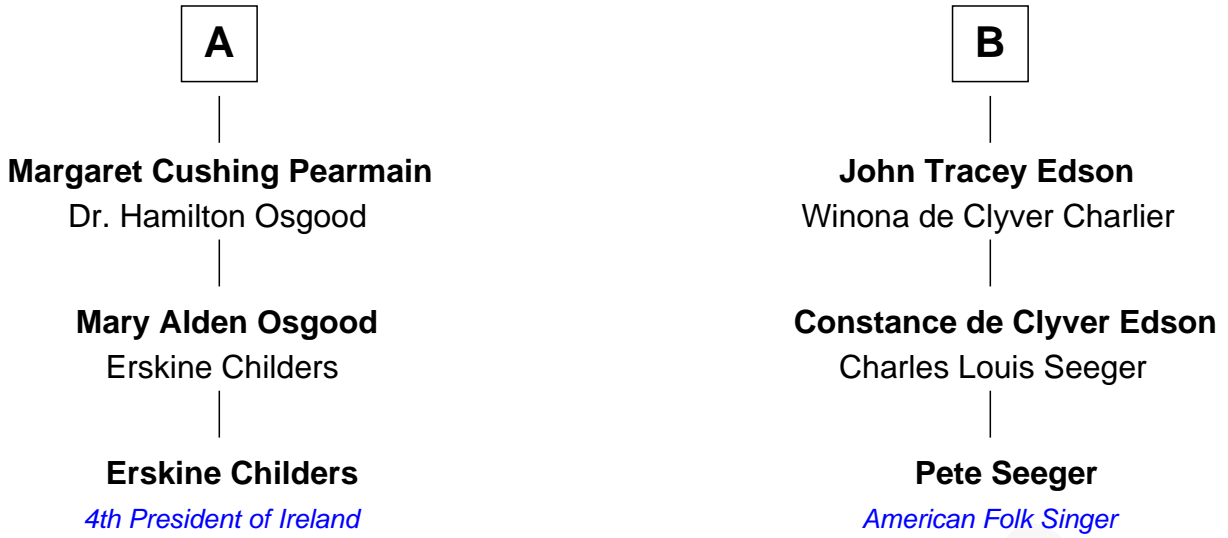 A
Margaret Cushing Pearmain
Dr. Hamilton Osgood
Mary Alden Osgood
Erskine Childers
Erskine Childers
4th President of Ireland
B
John Tracey Edson
Winona de Clyver Charlier
Constance de Clyver Edson
Charles Louis Seeger
Pete Seeger
American Folk Singer